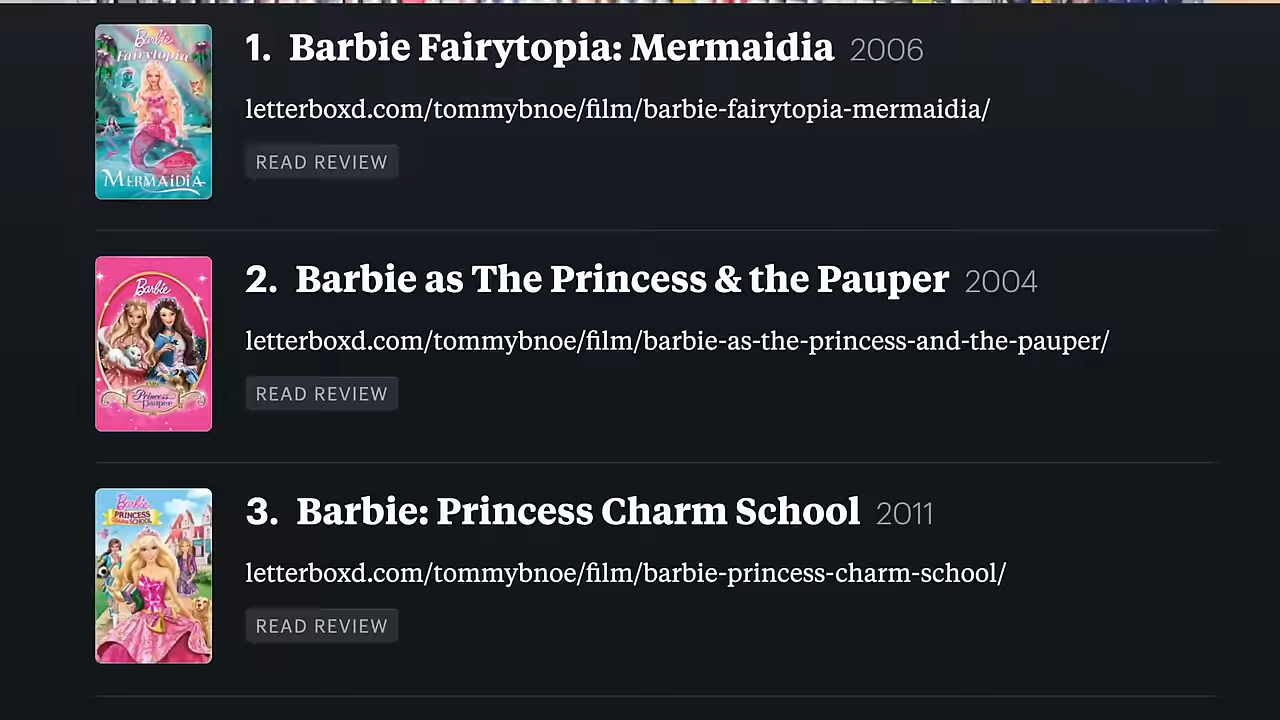 Barbie
Fairytopia
MERMAIDIA
1. Barbie Fairytopia: Mermaidia 2006
letterboxd.com/tommybnoe/film/barbie-fairytopia-mermaidia/
READ REVIEW
Barbie
Princess
Pauper
2. Barbie as The Princess & the Pauper 2004
letterboxd.com/tommybnoe/film/barbie-as-the-princess-and-the-pauper/
READ REVIEW
Barbie
PRINCESS
CHARM SCHOOL
3. Barbie: Princess Charm School 2011
letterboxd.com/tommybnoe/film/barbie-princess-charm-school/
READ REVIEW